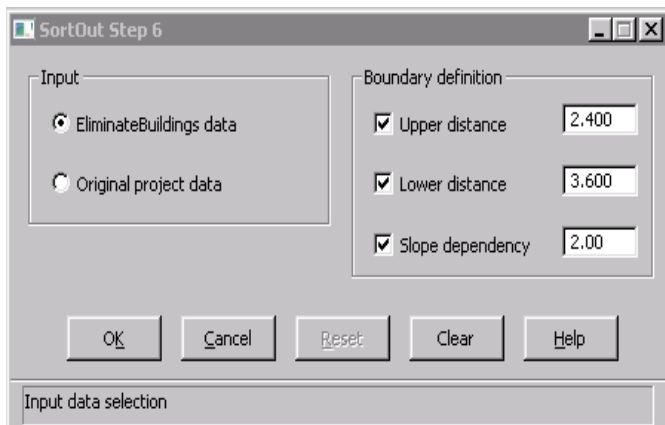 SortOut Step 6
Input
EliminateBuildings data
Original project data
Boundary definition
Upper distance 2.400
Lower distance 3.600
Slope dependency 2.00
OK Cancel Reset Clear Help
Input data selection